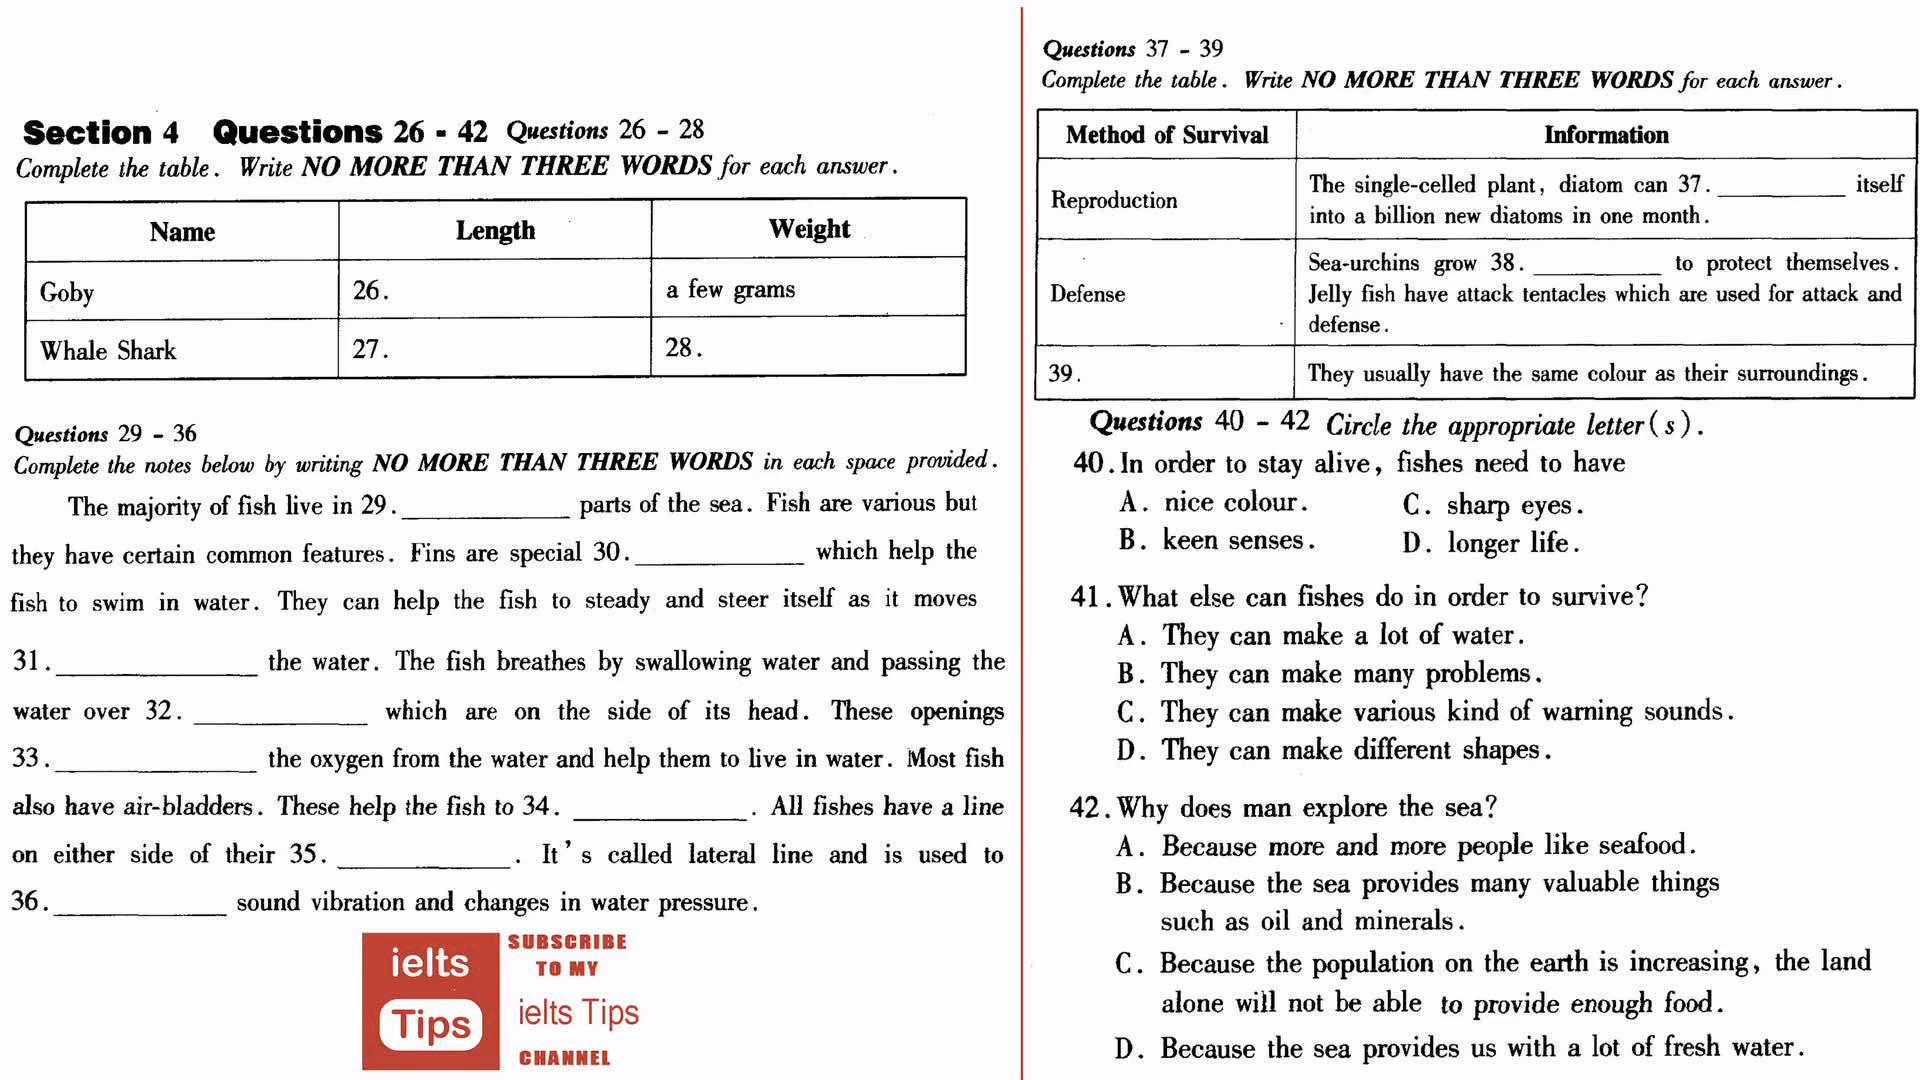 Section 4 Questions 26 - 42 Questions 26 - 28
Complete the table. Write NO MORE THAN THREE WORDS for each answer.
Name Length Weight
Goby 26. a few grams
Whale Shark 27. 28.
Questions 29 - 36
Complete the notes below by writing NO MORE THAN THREE WORDS in each space provided.
The majority of fish live in 29. __________ parts of the sea. Fish are various but
they have certain common features. Fins are special 30. __________ which help the
fish to swim in water. They can help the fish to steady and steer itself as it moves
31. __________ the water. The fish breathes by swallowing water and passing the
water over 32. __________ which are on the side of its head. These openings
33. __________ the oxygen from the water and help them to live in water. Most fish
also have air-bladders. These help the fish to 34. __________. All fishes have a line
on either side of their 35. __________. It's called lateral line and is used to
36. __________ sound vibration and changes in water pressure.
ielts
Tips
SUBSCRIBE
TO MY
ielts Tips
CHANNEL
Questions 37 - 39
Complete the table. Write NO MORE THAN THREE WORDS for each answer.
Method of Survival Information
Reproduction
The single-celled plant, diatom can 37. __________ itself
into a billion new diatoms in one month.
Defense
Sea-urchins grow 38. __________ to protect themselves.
Jelly fish have attack tentacles which are used for attack and
defense.
39. They usually have the same colour as their surroundings.
Questions 40 - 42 Circle the appropriate letter(s).
40. In order to stay alive, fishes need to have
A. nice colour. C. sharp eyes.
B. keen senses. D. longer life.
41. What else can fishes do in order to survive?
A. They can make a lot of water.
B. They can make many problems.
C. They can make various kind of warning sounds.
D. They can make different shapes.
42. Why does man explore the sea?
A. Because more and more people like seafood.
B. Because the sea provides many valuable things
such as oil and minerals.
C. Because the population on the earth is increasing, the land
alone will not be able to provide enough food.
D. Because the sea provides us with a lot of fresh water.